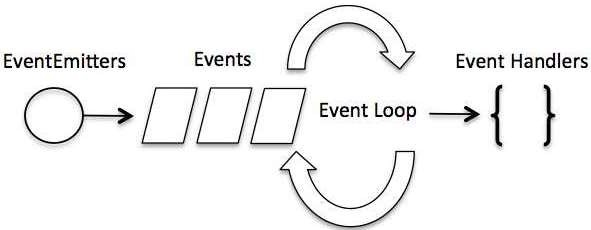 EventEmitters
Events
Event Loop
Event Handlers
{ }